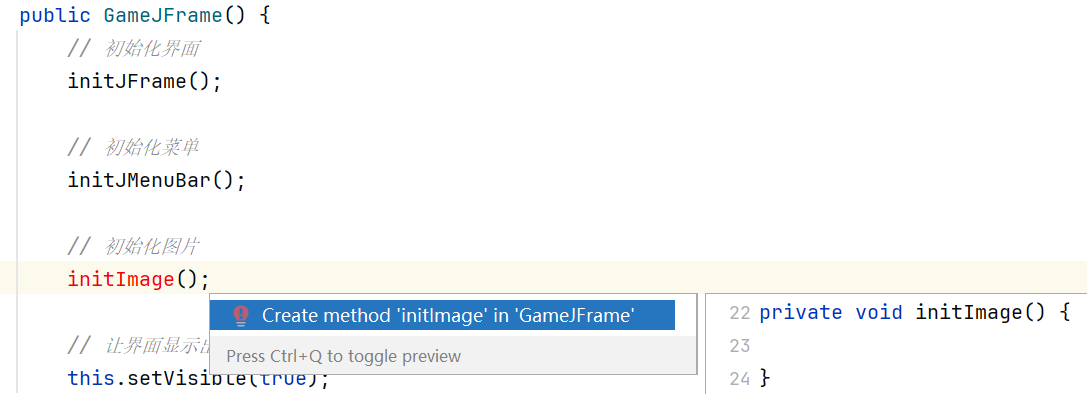 public GameJFrame() {
// 初始化界面
initJFrame();
// 初始化菜单
initJMenuBar();
// 初始化图片
initImage();
Create method 'initImage' in 'GameJFrame'
Press Ctrl+Q to toggle preview
22 private void initImage() {
23
24 }
// 让界面显示
this.setVisible(true);